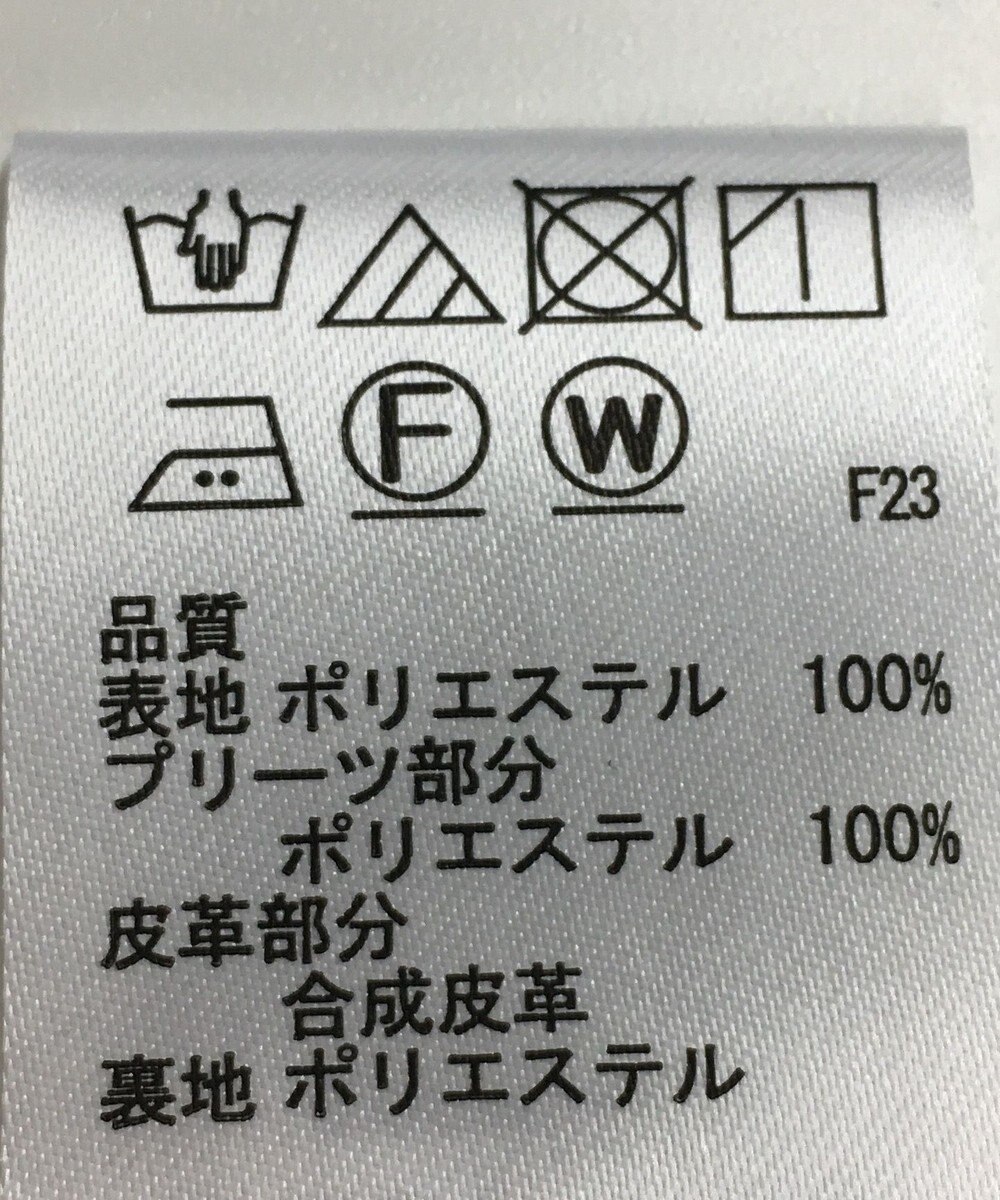 F W F23
品質
表地 ポリエステル 100%
プリーツ部分
ポリエステル 100%
皮革部分
合成皮革
裏地 ポリエステル